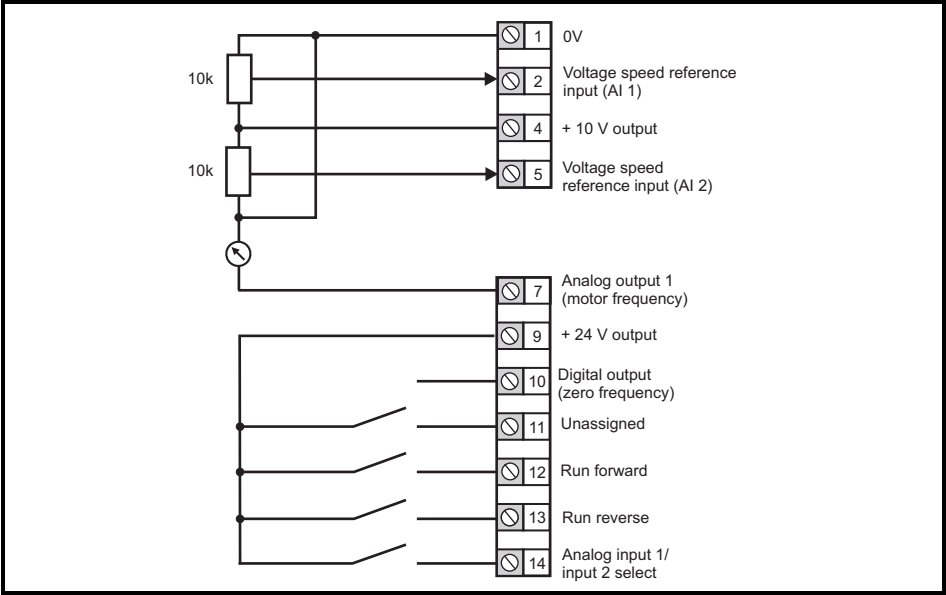 1 0V
10k
2 Voltage speed reference
input (AI 1)
4 + 10 V output
10k
5 Voltage speed
reference input (AI 2)
7 Analog output 1
(motor frequency)
9 + 24 V output
10 Digital output
(zero frequency)
11 Unassigned
12 Run forward
13 Run reverse
14 Analog input 1/
input 2 select